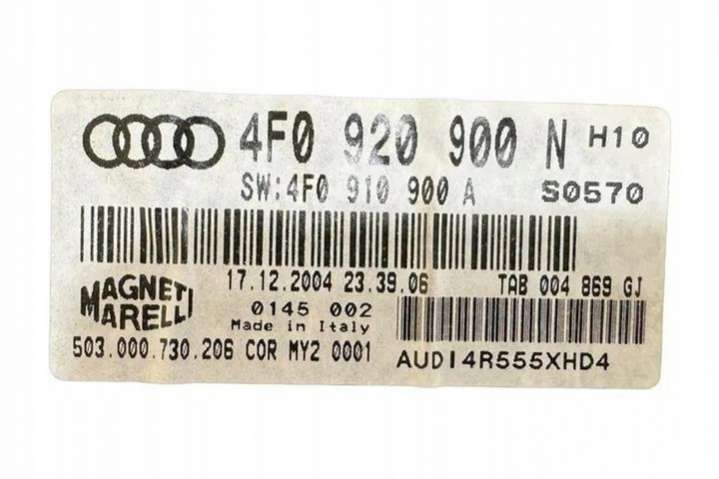 4F0 920 900 N H10
SW:4F0 910 900 A S0570
17.12.2004 23.39.06 TAB 004 869 GJ
MAGNETI
MARELLI
0145 002
Made in Italy
503.000.730.206 COR MY2 0001
AUDI4R555XHD4